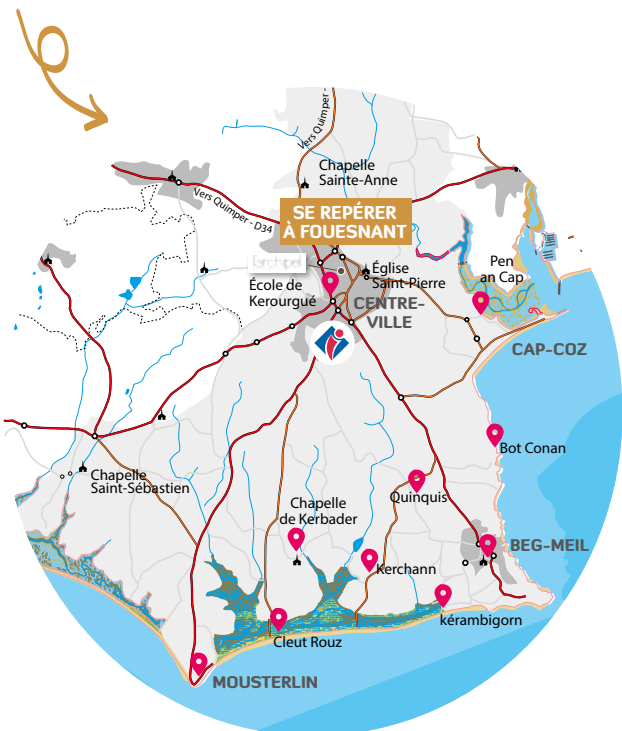 Vers Quimper -
Chapelle
Sainte-Anne
Vers Quimper - D34
SE REPÉRER
À FOUESNANT
Pen
an Cap
Église
Saint-Pierre
l'archipel
École de
Kerourgué
CENTRE-
VILLE
CAP-COZ
Bot Conan
Chapelle
Saint-Sébastien
Quinquis
Chapelle
de Kerbader
BEG-MEIL
Kerchann
kérambigorn
Cleut Rouz
MOUSTERLIN